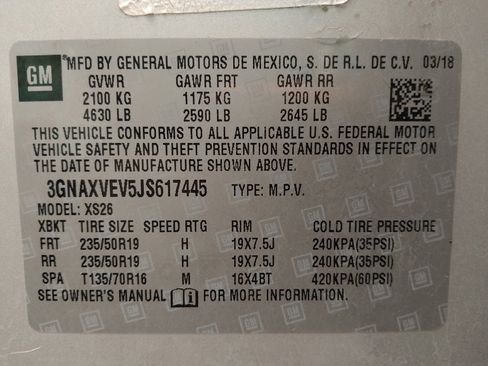 GM MFD BY GENERAL MOTORS DE MEXICO, S. DE R.L. DE C.V. 03/18
GVWR GAWR FRT GAWR RR
2100 KG 1175 KG 1200 KG
4630 LB 2590 LB 2645 LB
THIS VEHICLE CONFORMS TO ALL APPLICABLE U.S. FEDERAL MOTOR
VEHICLE SAFETY AND THEFT PREVENTION STANDARDS IN EFFECT ON
THE DATE OF MANUFACTURE SHOWN ABOVE.
3GNAXVEV5JS617445 TYPE: M.P.V.
MODEL: XS26
XBKT TIRE SIZE SPEED RTG RIM COLD TIRE PRESSURE
FRT 235/50R19 H 19X7.5J 240KPA(35PSI)
RR 235/50R19 H 19X7.5J 240KPA(35PSI)
SPA T135/70R16 M 16X4BT 420KPA(60PSI)
SEE OWNER'S MANUAL FOR MORE INFORMATION.